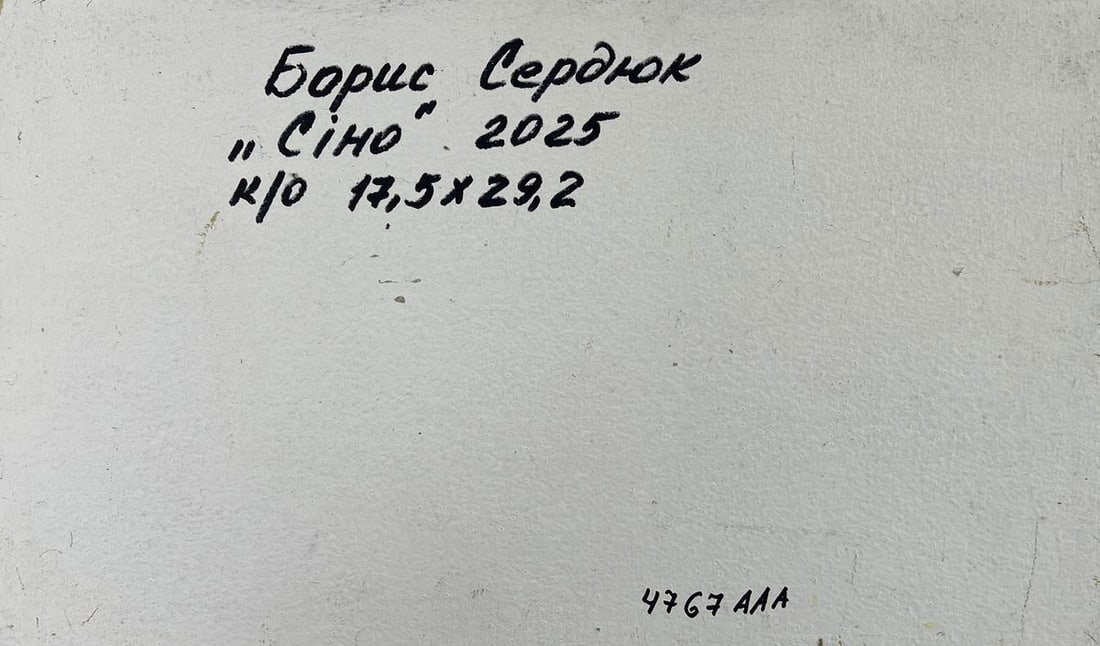 Борис Сердюк
„Сіно" 2025
к/о 17,5х29,2
4767 ААА